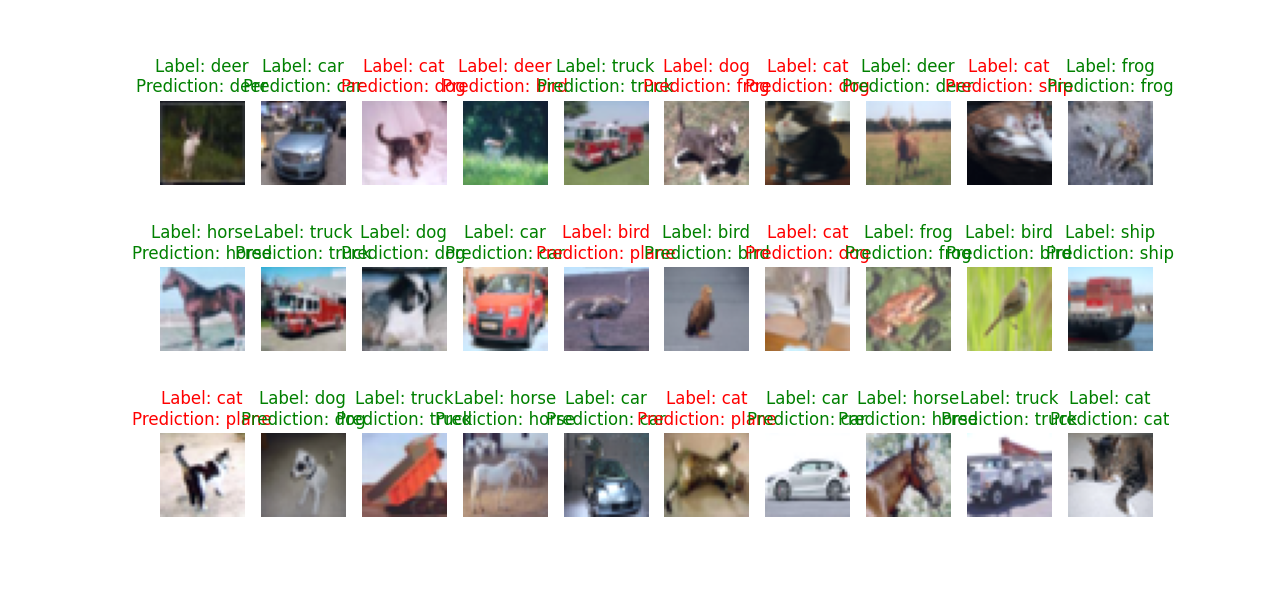 Label: deer Label: car Label: cat Label: deer Label: truck Label: dog Label: cat Label: deer Label: cat Label: frog
Prediction: deer Prediction: car Prediction: dog Prediction: bird Prediction: truck Prediction: frog Prediction: dog Prediction: deer Prediction: ship Prediction: frog
Label: horse Label: truck Label: dog Label: car Label: bird Label: bird Label: cat Label: frog Label: bird Label: ship
Prediction: horse Prediction: truck Prediction: dog Prediction: car Prediction: plane Prediction: bird Prediction: dog Prediction: frog Prediction: bird Prediction: ship
Label: cat Label: dog Label: truck Label: horse Label: car Label: cat Label: car Label: horse Label: truck Label: cat
Prediction: plane Prediction: dog Prediction: truck Prediction: horse Prediction: car Prediction: plane Prediction: car Prediction: horse Prediction: truck Prediction: cat